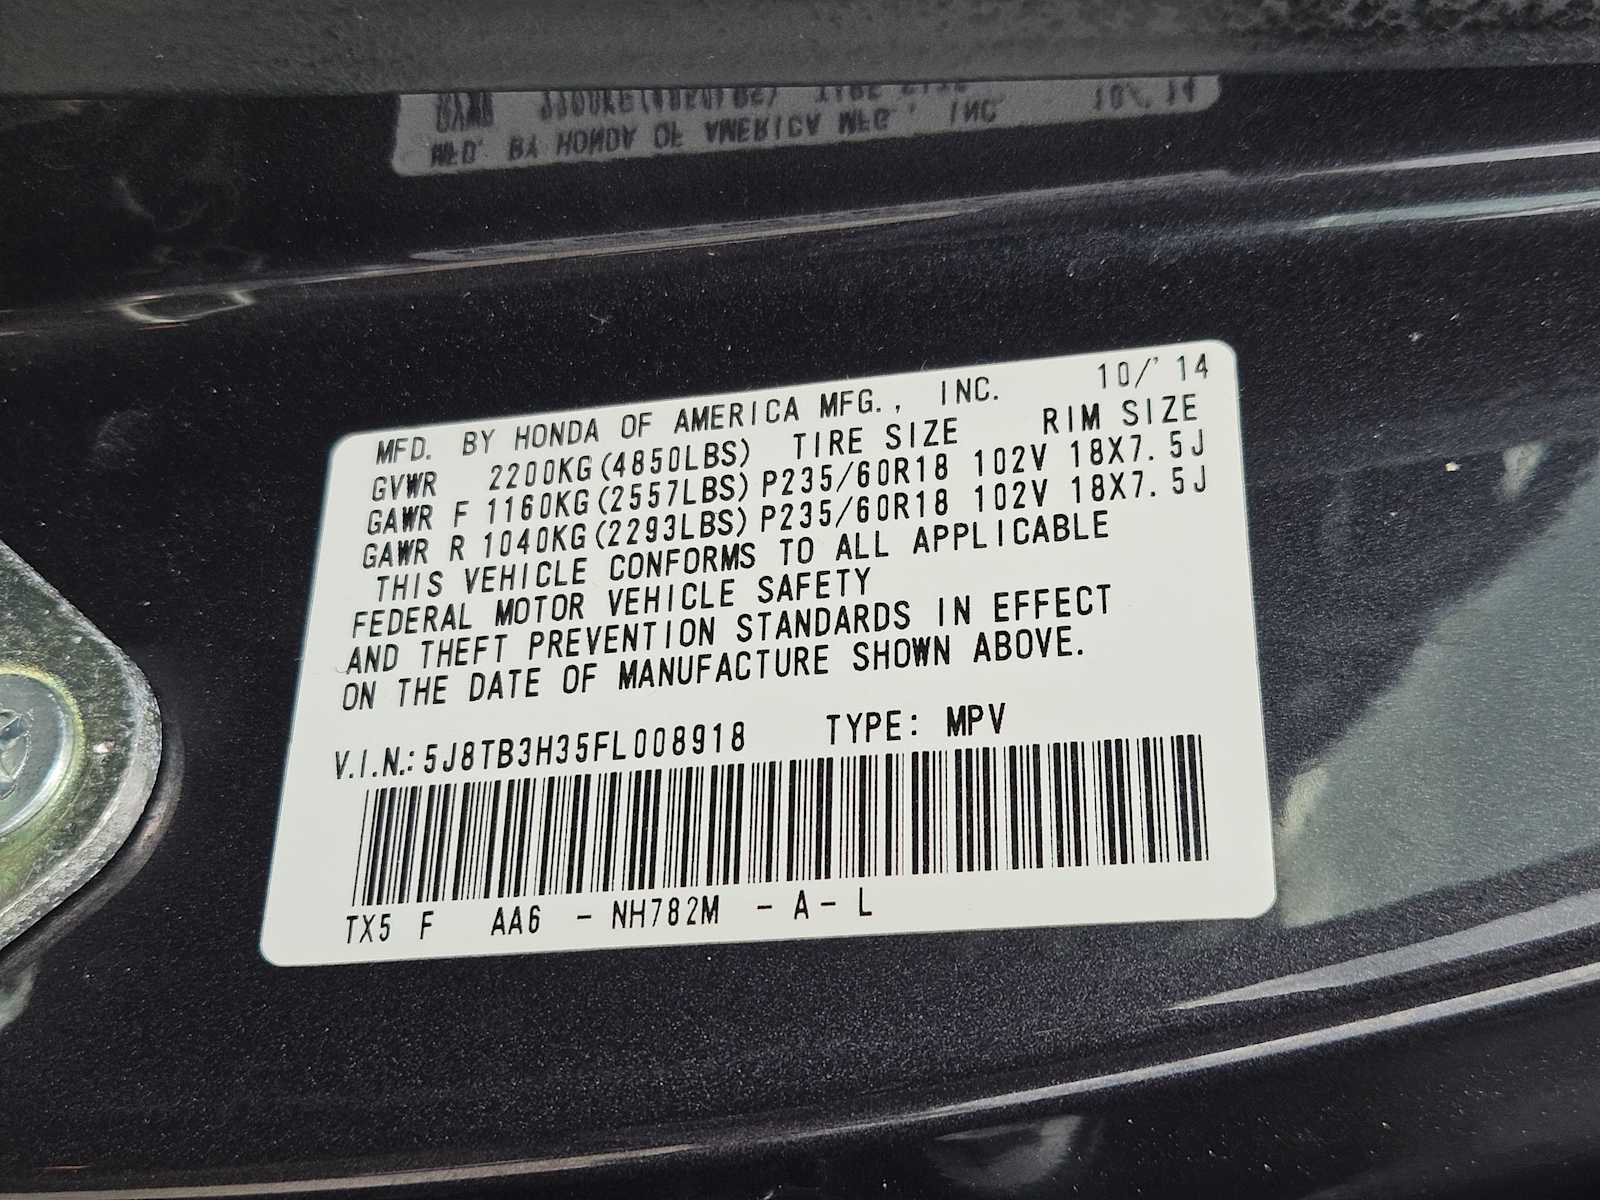 MFD. BY HONDA OF AMERICA MFG., INC. 10/'14
GVWR 2200KG(4850LBS) TIRE SIZE RIM SIZE
GAWR F 1160KG(2557LBS) P235/60R18 102V 18X7.5J
GAWR R 1040KG(2293LBS) P235/60R18 102V 18X7.5J
THIS VEHICLE CONFORMS TO ALL APPLICABLE
FEDERAL MOTOR VEHICLE SAFETY
AND THEFT PREVENTION STANDARDS IN EFFECT
ON THE DATE OF MANUFACTURE SHOWN ABOVE.
V.I.N.: 5J8TB3H35FL008918 TYPE: MPV
TX5 F AA6 - NH782M - A - L